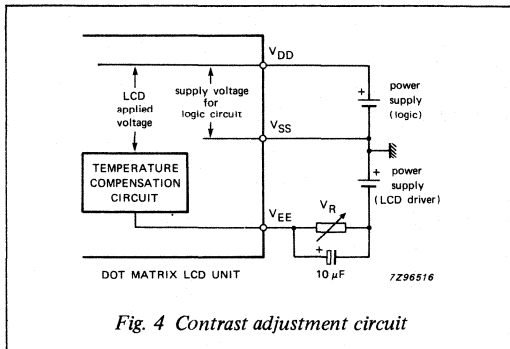 V_DD
LCD
applied
voltage
supply voltage
for
logic circuit
+
power
supply
(logic)
V_SS
TEMPERATURE
COMPENSATION
CIRCUIT
+
power
supply
(LCD driver)
V_EE
V_R
+
10 µF
DOT MATRIX LCD UNIT
7Z96516
Fig. 4 Contrast adjustment circuit